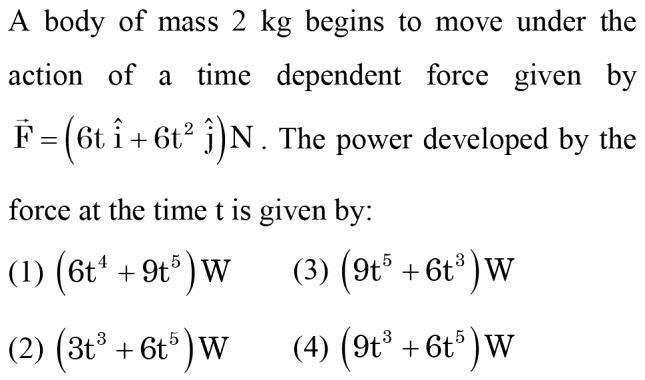 A body of mass 2 kg begins to move under the
action of a time dependent force given by
F⃗ = (6t î + 6t² ĵ) N . The power developed by the
force at the time t is given by:
(1) (6t⁴ + 9t⁵) W (3) (9t⁵ + 6t³) W
(2) (3t³ + 6t⁵) W (4) (9t³ + 6t⁵) W